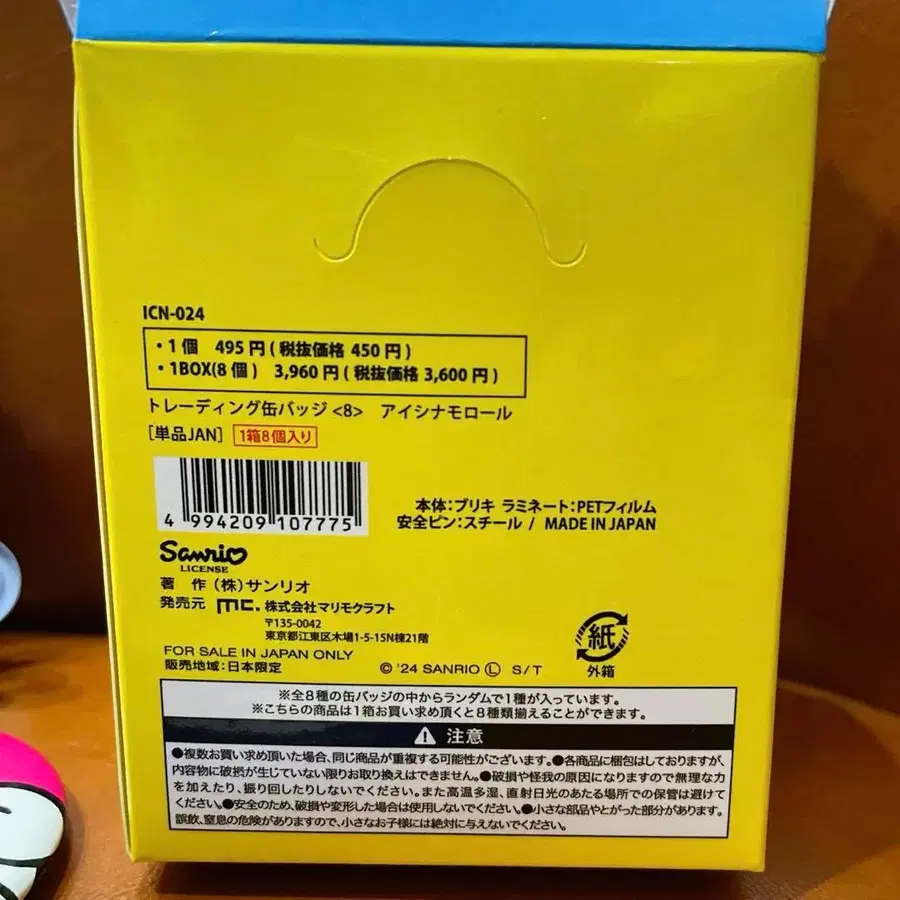 ICN-024
・1個 495円(税抜価格 450円)
・1BOX(8個) 3,960円(税抜価格 3,600円)
トレーディング缶バッジ <8> アイシナモロール
[単品JAN] 1箱8個入り
4 994209 107775
本体:ブリキ ラミネート:PETフィルム
安全ピン:スチール / MADE IN JAPAN
Sanrio
LICENSE
著 作 (株)サンリオ
発売元 mc. 株式会社マリモクラフト
〒135-0042
東京都江東区木場1-5-15N棟21階
FOR SALE IN JAPAN ONLY
販売地域:日本限定
© '24 SANRIO Ⓛ S/T
紙
外箱
※全8種の缶バッジの中からランダムで1種が入っています。
※こちらの商品は1箱お買い求め頂くと8種類揃えることができます。
⚠ 注意
●複数お買い求め頂いた場合、同じ商品が重複する可能性がございます。●各商品に梱包はしておりますが、
内容物に破損が生じていない限りお取り換えはできません。●破損や怪我の原因になりますので無理な力
を加えたり、振り回したりしないでください。また高温多湿、直射日光のあたる場所での保管は避けて
ください。●安全のため、破損や変形した場合は使用しないでください。●小さな部品やとがった部分があります。
誤飲、窒息の危険がありますので、小さなお子様には絶対に与えないでください。